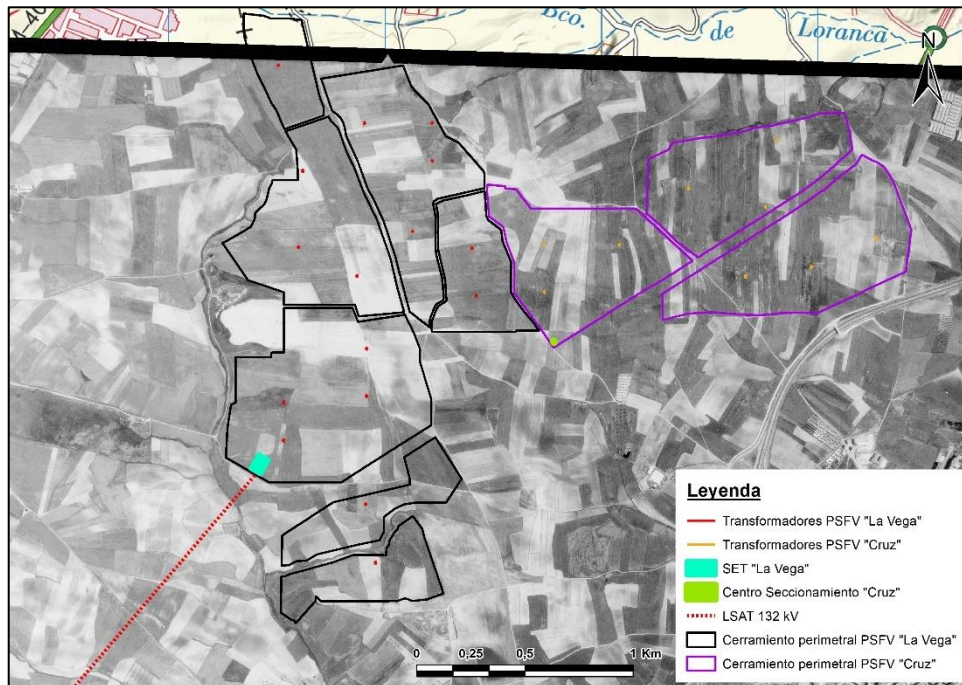 A-40
Bco.
de
Loranca
N
Leyenda
Transformadores PSFV "La Vega"
Transformadores PSFV "Cruz"
SET "La Vega"
Centro Seccionamiento "Cruz"
LSAT 132 kV
Cerramiento perimetral PSFV "La Vega"
Cerramiento perimetral PSFV "Cruz"
0 0,25 0,5 1 Km